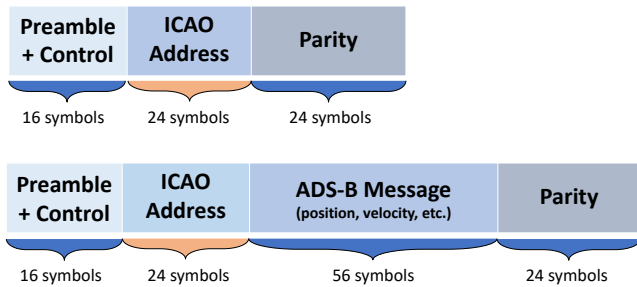 Preamble
+ Control
ICAO
Address
Parity
16 symbols
24 symbols
24 symbols
Preamble
+ Control
ICAO
Address
ADS-B Message
(position, velocity, etc.)
Parity
16 symbols
24 symbols
56 symbols
24 symbols